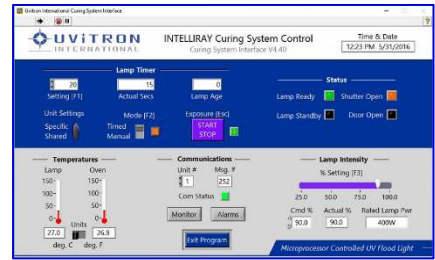 Uvitron International Curing System Interface
UVITRON
INTERNATIONAL
INTELLIRAY Curing System Control
Curing System Interface V4.40
Time & Date
12:23 PM 5/31/2016
Lamp Timer
20
15
0
Setting [F1]
Actual Secs
Lamp Age
Unit Settings
Mode [F2]
Exposure [Esc]
Specific
Shared
Timed
Manual
START
STOP
Status
Lamp Ready
Shutter Open
Lamp Standby
Door Open
Temperatures
Lamp
Oven
150-
150-
100-
100-
50-
50-
0-
0-
Units
27.0
26.9
deg. C
deg. F
Communications
Unit #
Msg. #
1
252
Com Status
Monitor
Alarms
Exit Program
Lamp Intensity
% Setting [F3]
25.0
50.0
75.0
100.0
Cmd %
Actual %
Rated Lamp Pwr
90.0
90.0
400W
Microprocessor Controlled UV Flood Light